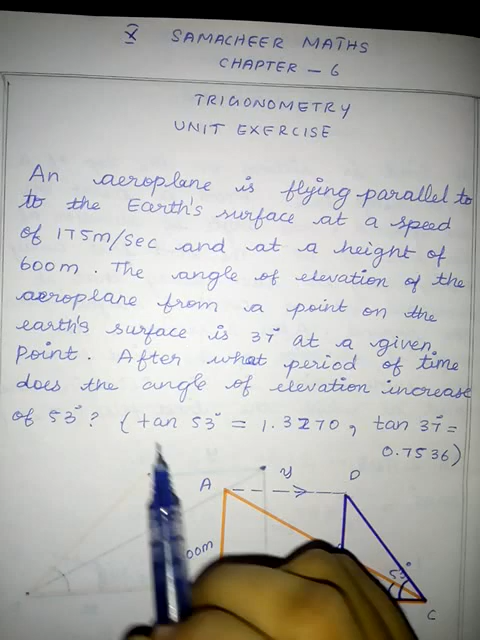 X SAMACHEER MATHS
CHAPTER - 6
TRIGONOMETRY
UNIT EXERCISE
An aeroplane is flying parallel to
to the Earth's surface at a speed
of 175m/sec and at a height of
600m. The angle of elevation of the
aeroplane from a point on the
earth's surface is 37° at a given
point. After what period of time
does the angle of elevation increase
of 53°? (tan 53° = 1.3270, tan 37° =
0.7536)
A y D
00m 53°
C